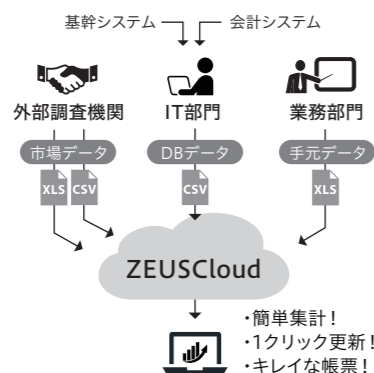 基幹システム 会計システム
外部調査機関 IT部門 業務部門
市場データ DBデータ 手元データ
XLS CSV CSV XLS
ZEUSCloud
・簡単集計！
・1クリック更新！
・キレイな帳票！